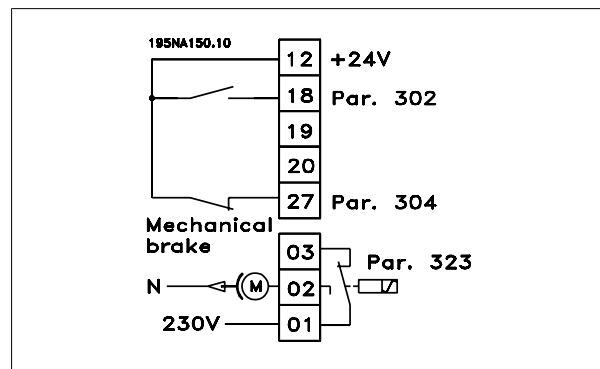 195NA150.10
12 +24V
18 Par. 302
19
20
27 Par. 304
Mechanical
brake
03
Par. 323
N M 02
230V 01